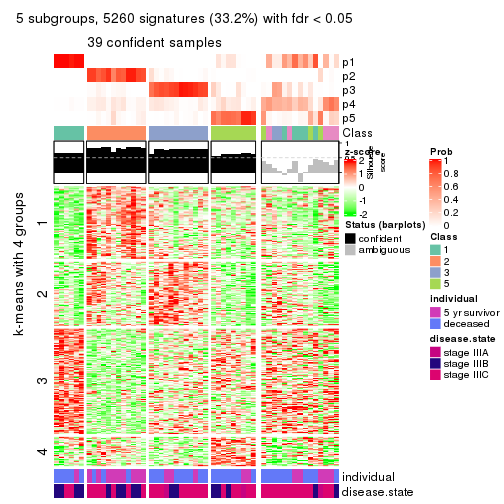 5 subgroups, 5260 signatures (33.2%) with fdr < 0.05
39 confident samples
p1
p2
p3
p4
p5
Class
1
Silhouette
score
k-means with 4 groups
1
2
3
4
individual
disease.state
z-score
2
1
0
-1
-2
Status (barplots)
confident
ambiguous
Prob
1
0.8
0.6
0.4
0.2
0
Class
1
2
3
5
individual
5 yr survivor
deceased
disease.state
stage IIIA
stage IIIB
stage IIIC